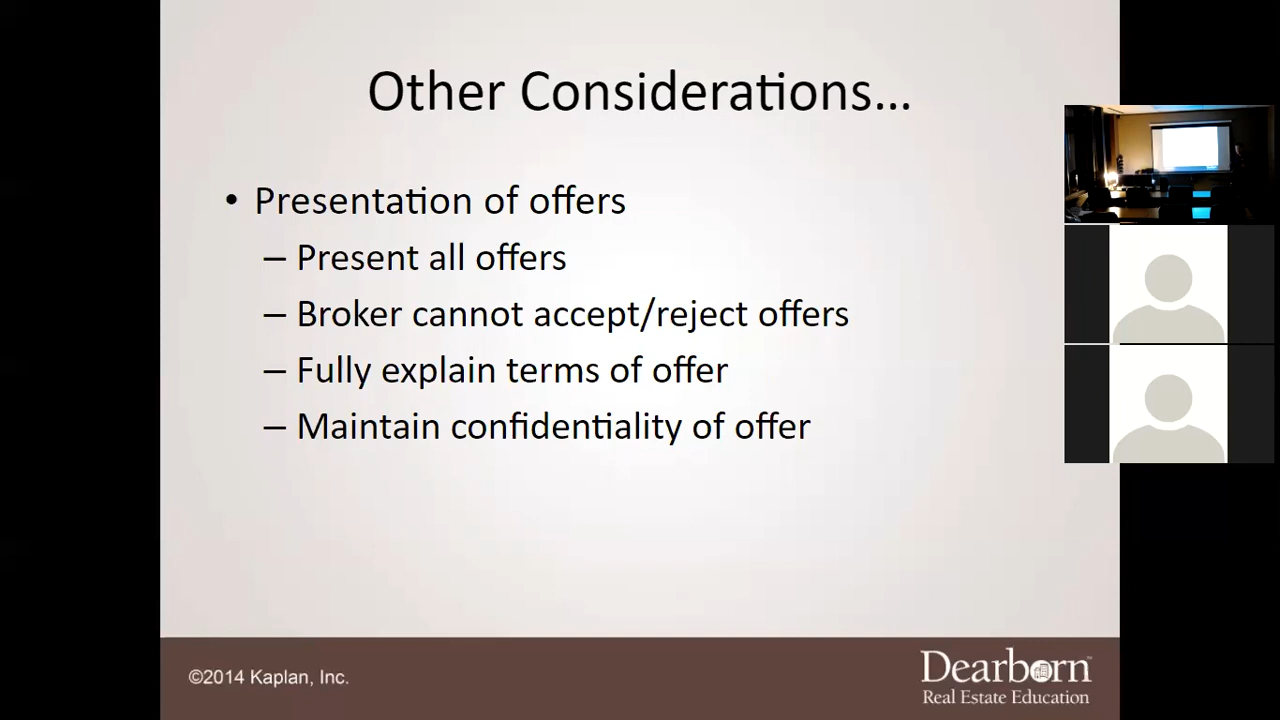 Other Considerations...
• Presentation of offers
– Present all offers
– Broker cannot accept/reject offers
– Fully explain terms of offer
– Maintain confidentiality of offer
©2014 Kaplan, Inc.
Dearborn™
Real Estate Education